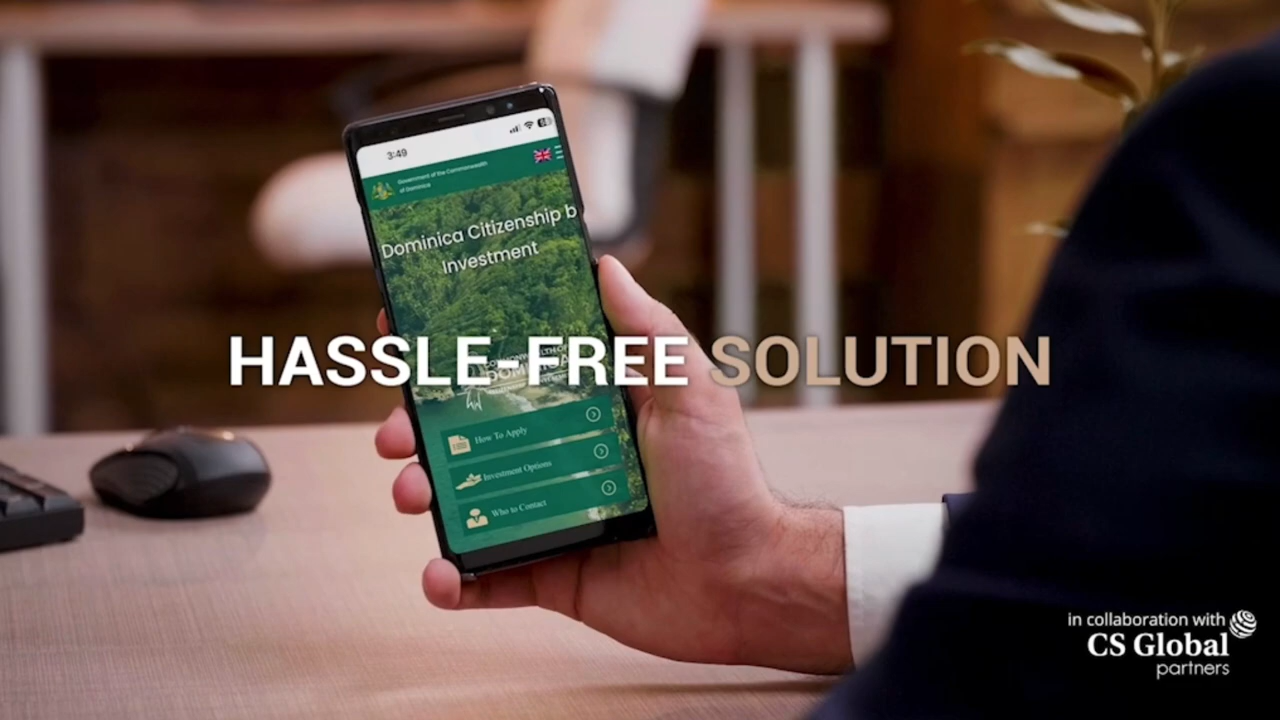 3:49
Government of the Commonwealth
of Dominica
Dominica Citizenship b
Investment
HASSLE-FREE SOLUTION
DOMINICA
How To Apply
Investment Options
Who to Contact
in collaboration with
CS Global
partners